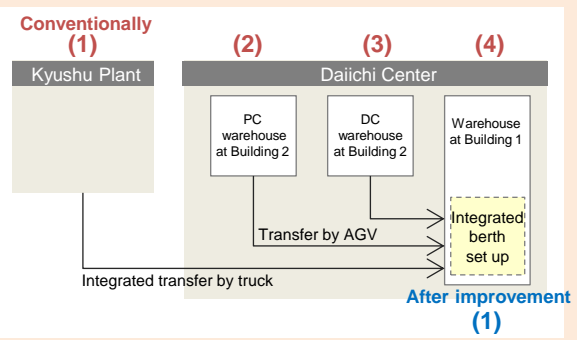 Conventionally
(1)
(2)
(3)
(4)
Kyushu Plant
Daiichi Center
PC
warehouse
at Building 2
DC
warehouse
at Building 2
Warehouse
at Building 1
Integrated
berth
set up
Transfer by AGV
Integrated transfer by truck
After improvement
(1)